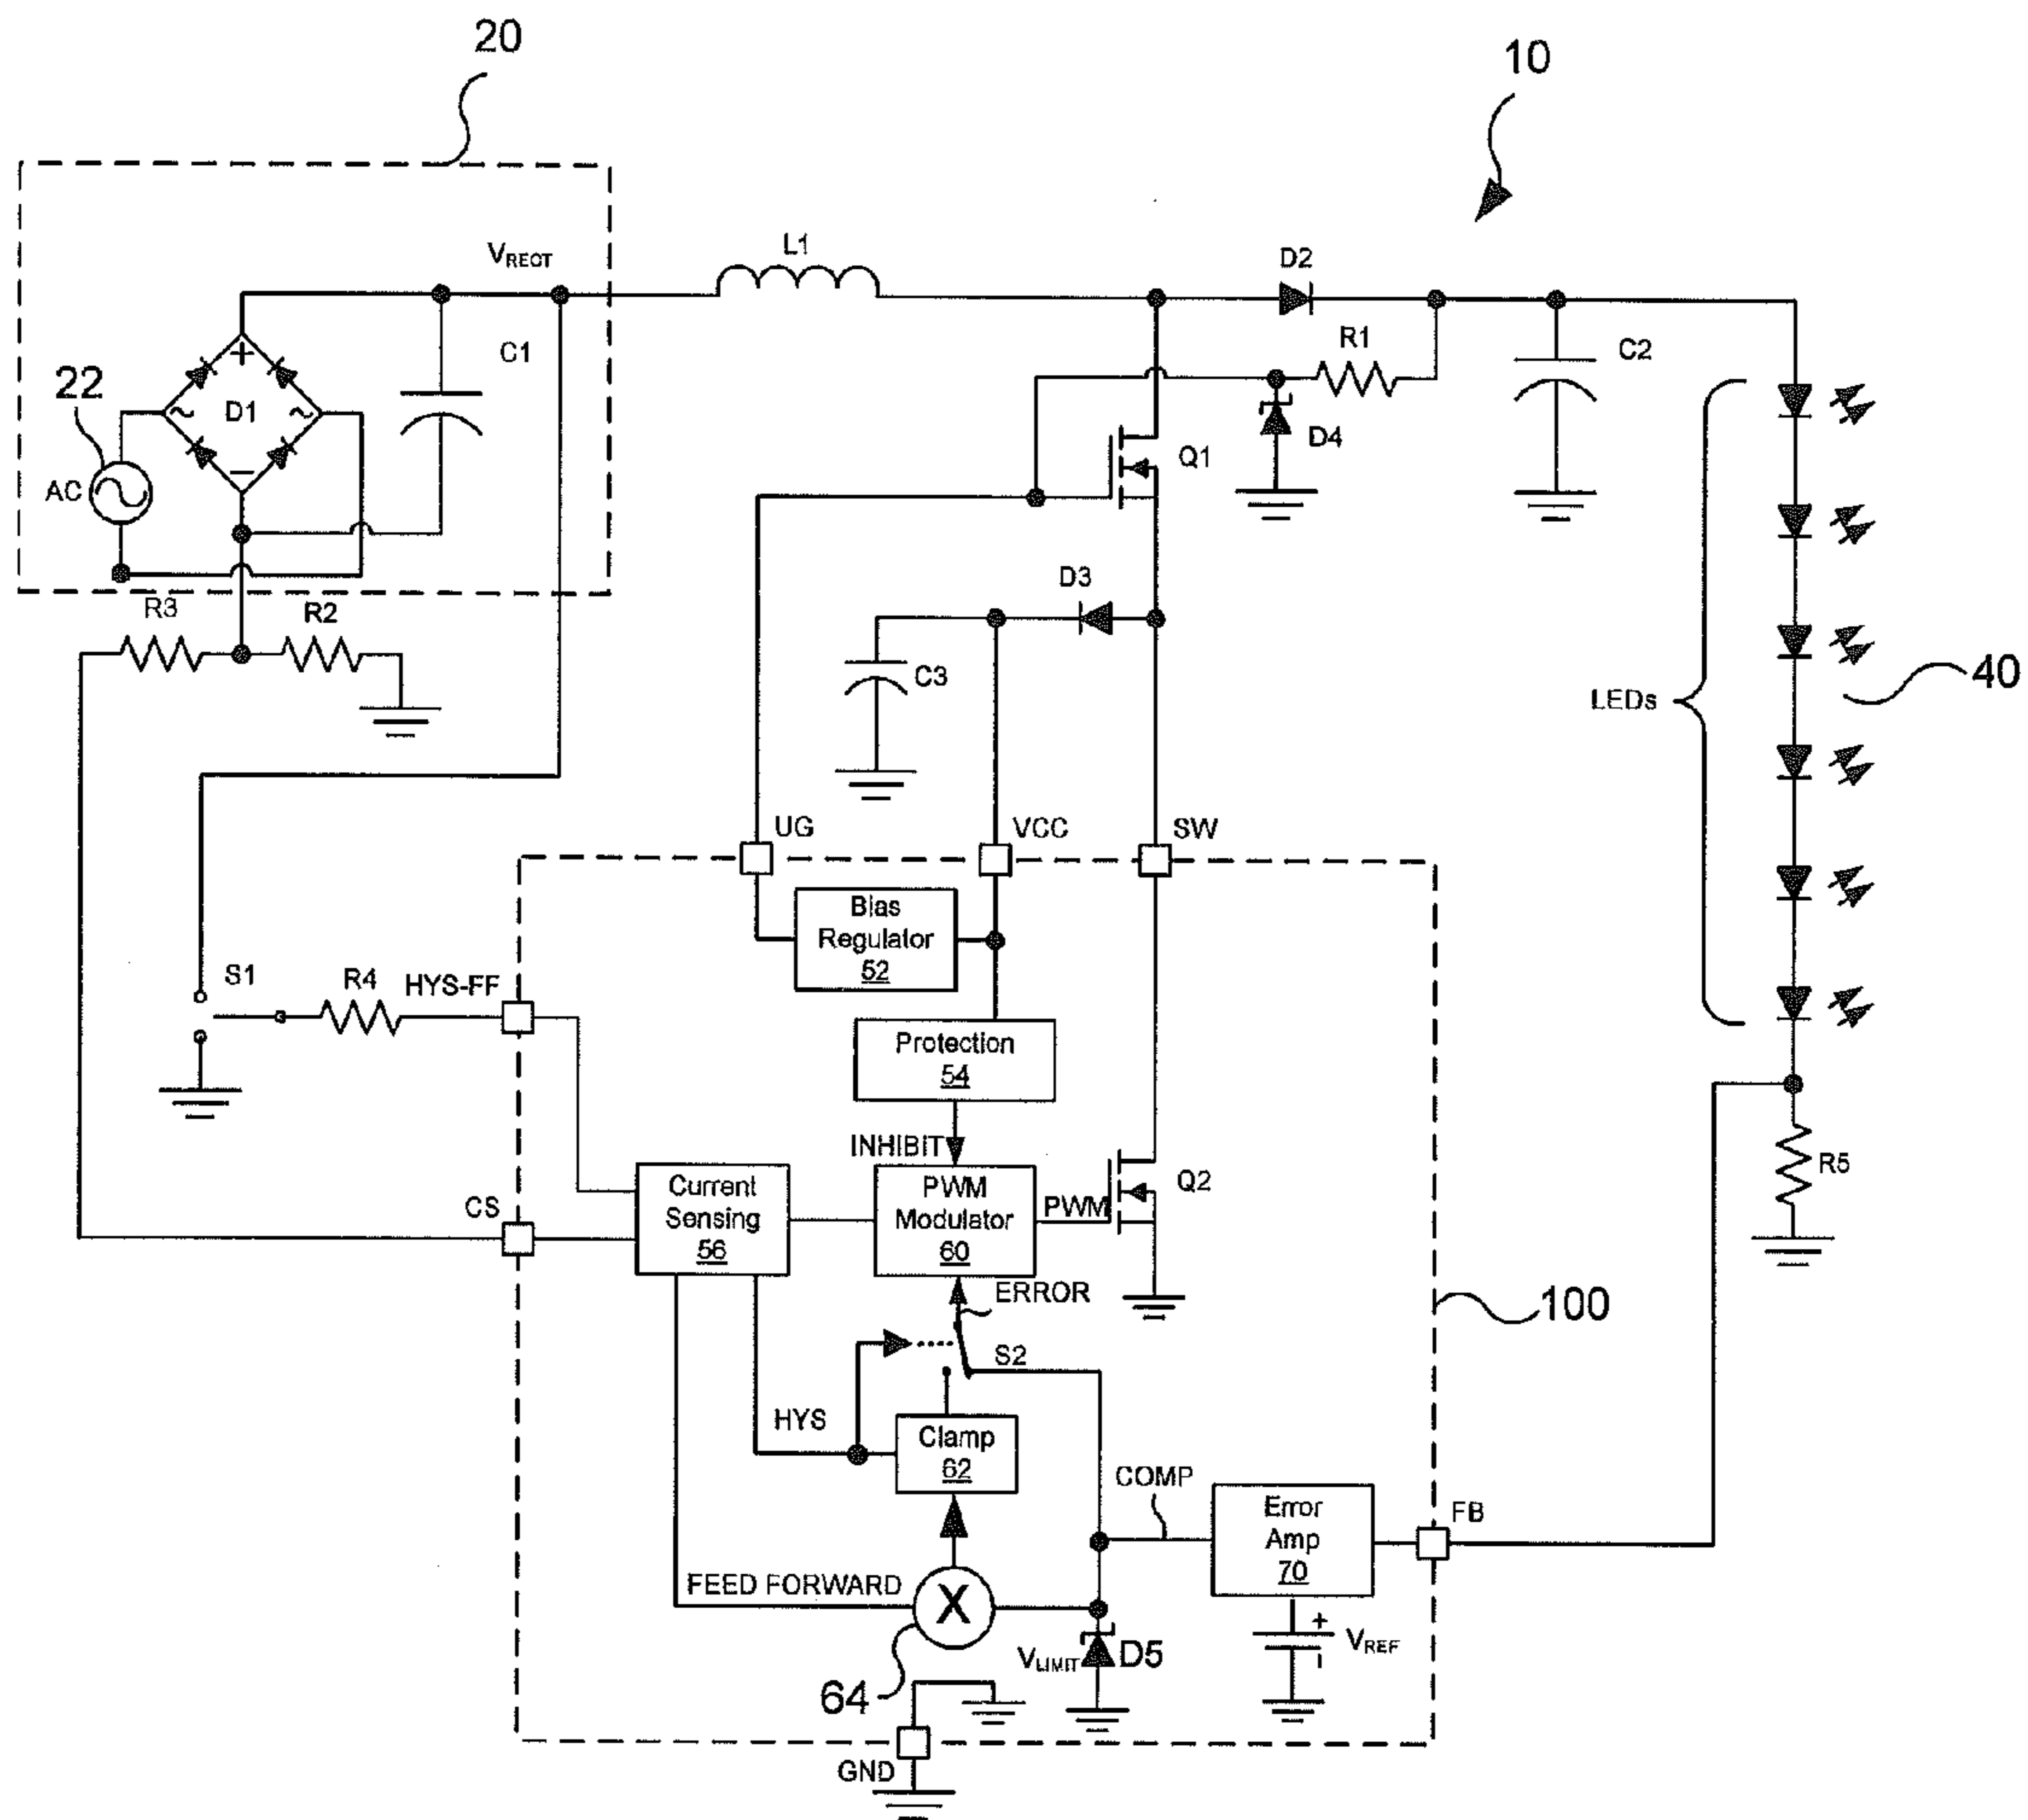 20
10
V_RECT
L1
D2
R1
C1
C2
22
D1
+
−
~
~
D4
Q1
AC
D3
R3
R2
C3
LEDs
40
UG
VCC
SW
Bias
Regulator
52
S1
R4
HYS-FF
Protection
54
INHIBIT
CS
Current
Sensing
56
PWM
Modulator
60
PWM
Q2
R5
ERROR
100
S2
HYS
Clamp
62
COMP
Error
Amp
70
FB
FEED FORWARD
X
V_LIMIT
D5
+
V_REF
−
64
GND